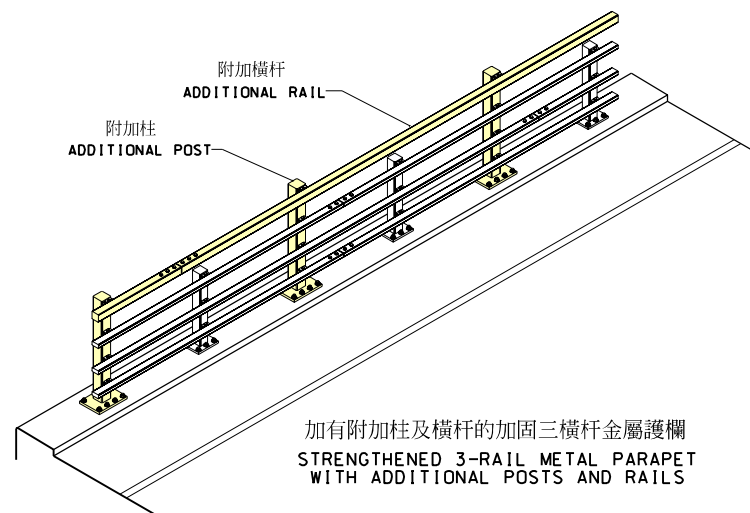 附加橫杆
ADDITIONAL RAIL
附加柱
ADDITIONAL POST
加有附加柱及橫杆的加固三橫杆金屬護欄
STRENGTHENED 3-RAIL METAL PARAPET
WITH ADDITIONAL POSTS AND RAILS